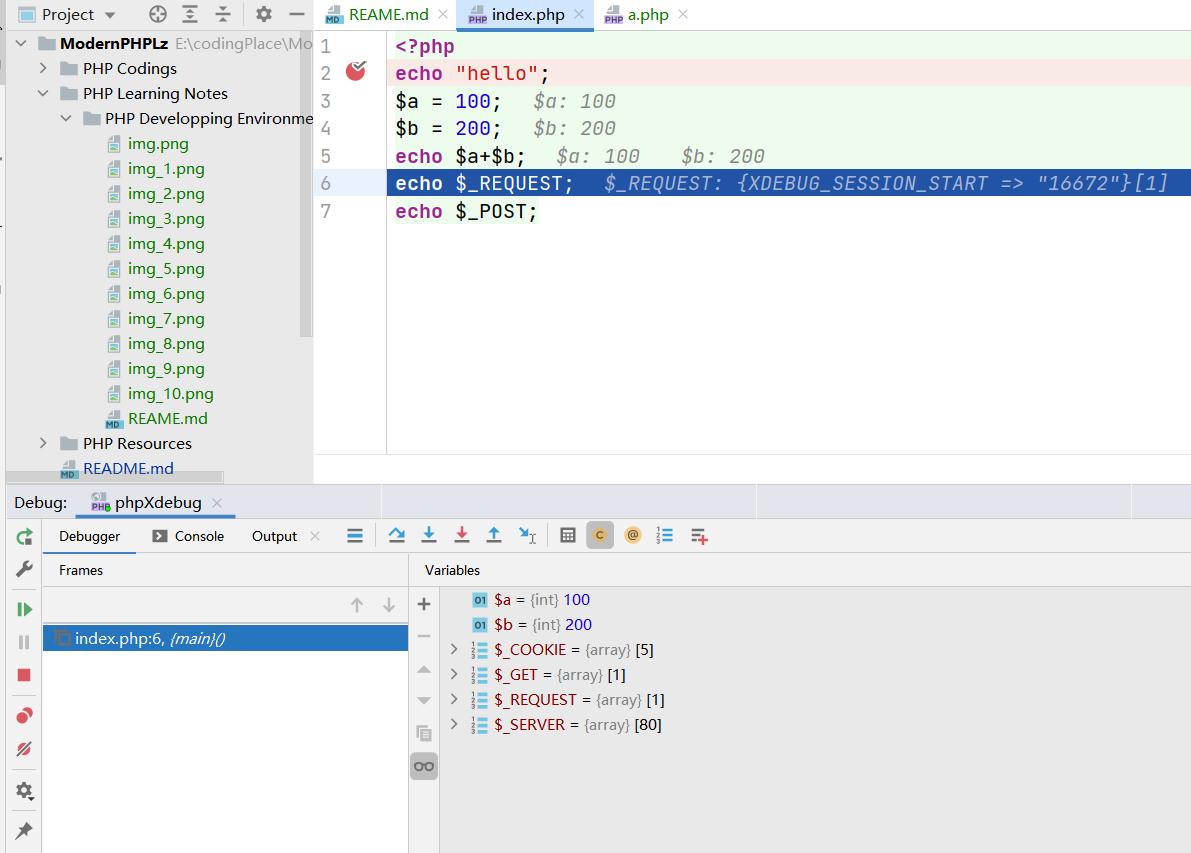 Project
REAME.md
index.php
a.php
ModernPHPLz E:\codingPlace\Mo
PHP Codings
PHP Learning Notes
PHP Developping Environme
img.png
img_1.png
img_2.png
img_3.png
img_4.png
img_5.png
img_6.png
img_7.png
img_8.png
img_9.png
img_10.png
REAME.md
PHP Resources
README.md
1 <?php
2 echo "hello";
3 $a = 100; $a: 100
4 $b = 200; $b: 200
5 echo $a+$b; $a: 100 $b: 200
6 echo $_REQUEST; $_REQUEST: {XDEBUG_SESSION_START => "16672"}[1]
7 echo $_POST;
Debug: phpXdebug
Debugger Console Output
Frames
Variables
index.php:6, {main}()
$a = {int} 100
$b = {int} 200
$_COOKIE = {array} [5]
$_GET = {array} [1]
$_REQUEST = {array} [1]
$_SERVER = {array} [80]